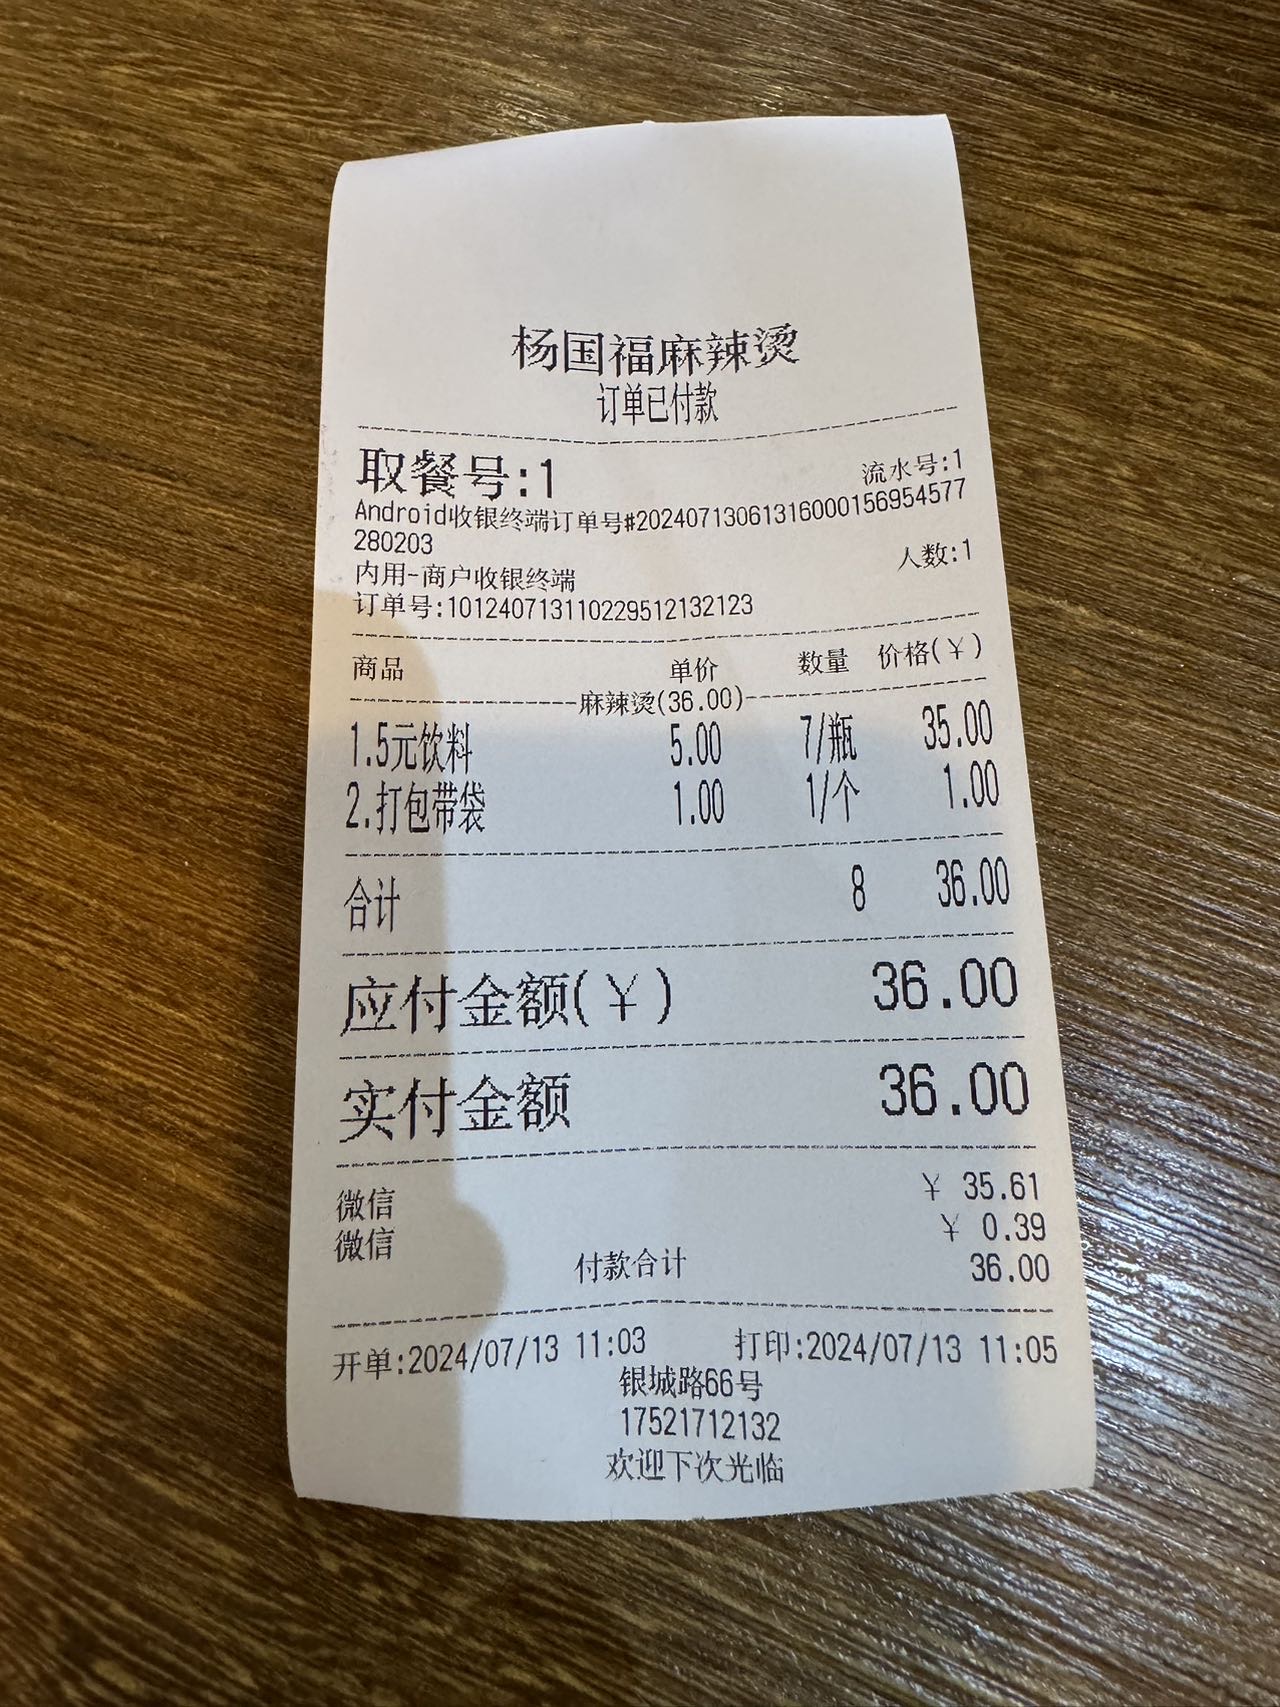 杨国福麻辣烫
订单已付款
取餐号:1 流水号:1
Android收银终端订单号#20240713061316000156954577
280203
人数:1
内用-商户收银终端
订单号:101240713110229512132123
商品 单价 数量 价格(¥)
麻辣烫(36.00)
1.5元饮料 5.00 7/瓶 35.00
2.打包带袋 1.00 1/个 1.00
合计 8 36.00
应付金额(¥) 36.00
实付金额 36.00
微信 ¥ 35.61
微信 ¥ 0.39
付款合计 36.00
开单:2024/07/13 11:03 打印:2024/07/13 11:05
银城路66号
17521712132
欢迎下次光临